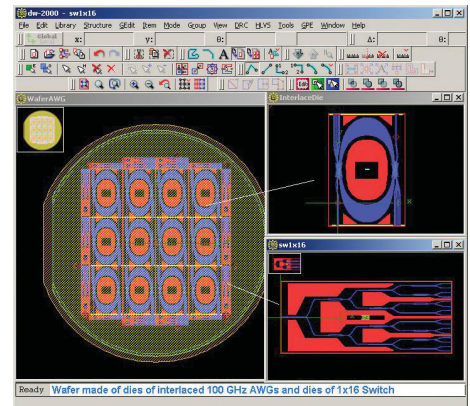 dw-2000 - sw1x16
File Edit Library Structure GEdit Item Mode Group View DRC HLVS Tools GPE Window Help
Global x: y: θ: Δ: θ:
WaferAWG
InterlaceDie
sw1x16
Ready Wafer made of dies of interlaced 100 GHz AWGs and dies of 1x16 Switch